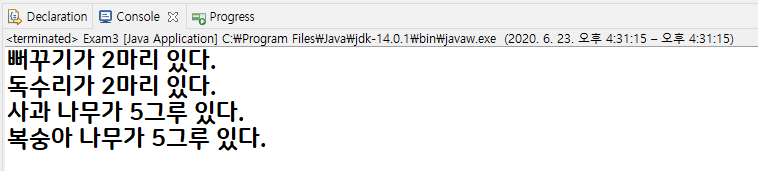 Declaration Console Progress
<terminated> Exam3 [Java Application] C:₩Program Files₩Java₩jdk-14.0.1₩bin₩javaw.exe (2020. 6. 23. 오후 4:31:15 – 오후 4:31:15)
뻐꾸기가 2마리 있다.
독수리가 2마리 있다.
사과 나무가 5그루 있다.
복숭아 나무가 5그루 있다.